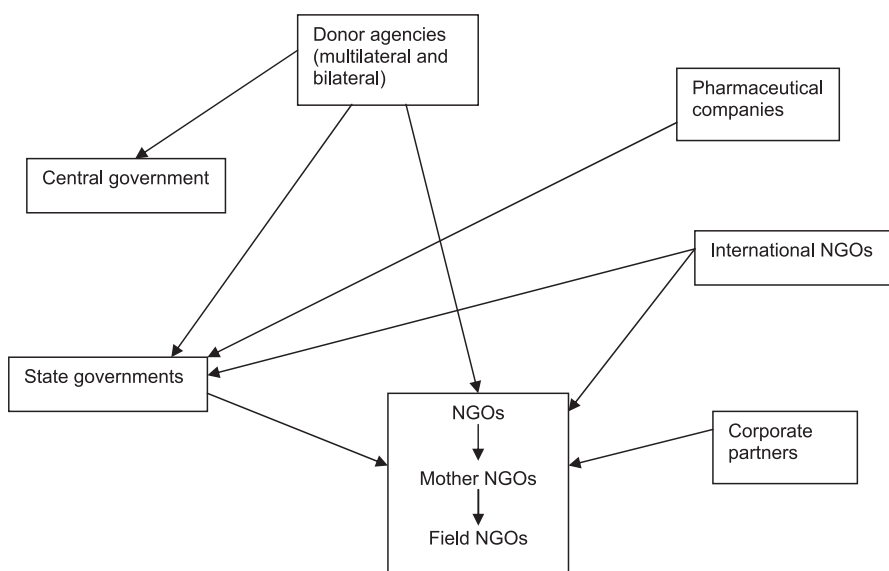 Donor agencies
(multilateral and
bilateral)
Pharmaceutical
companies
Central government
International NGOs
State governments
NGOs
Mother NGOs
Field NGOs
Corporate
partners